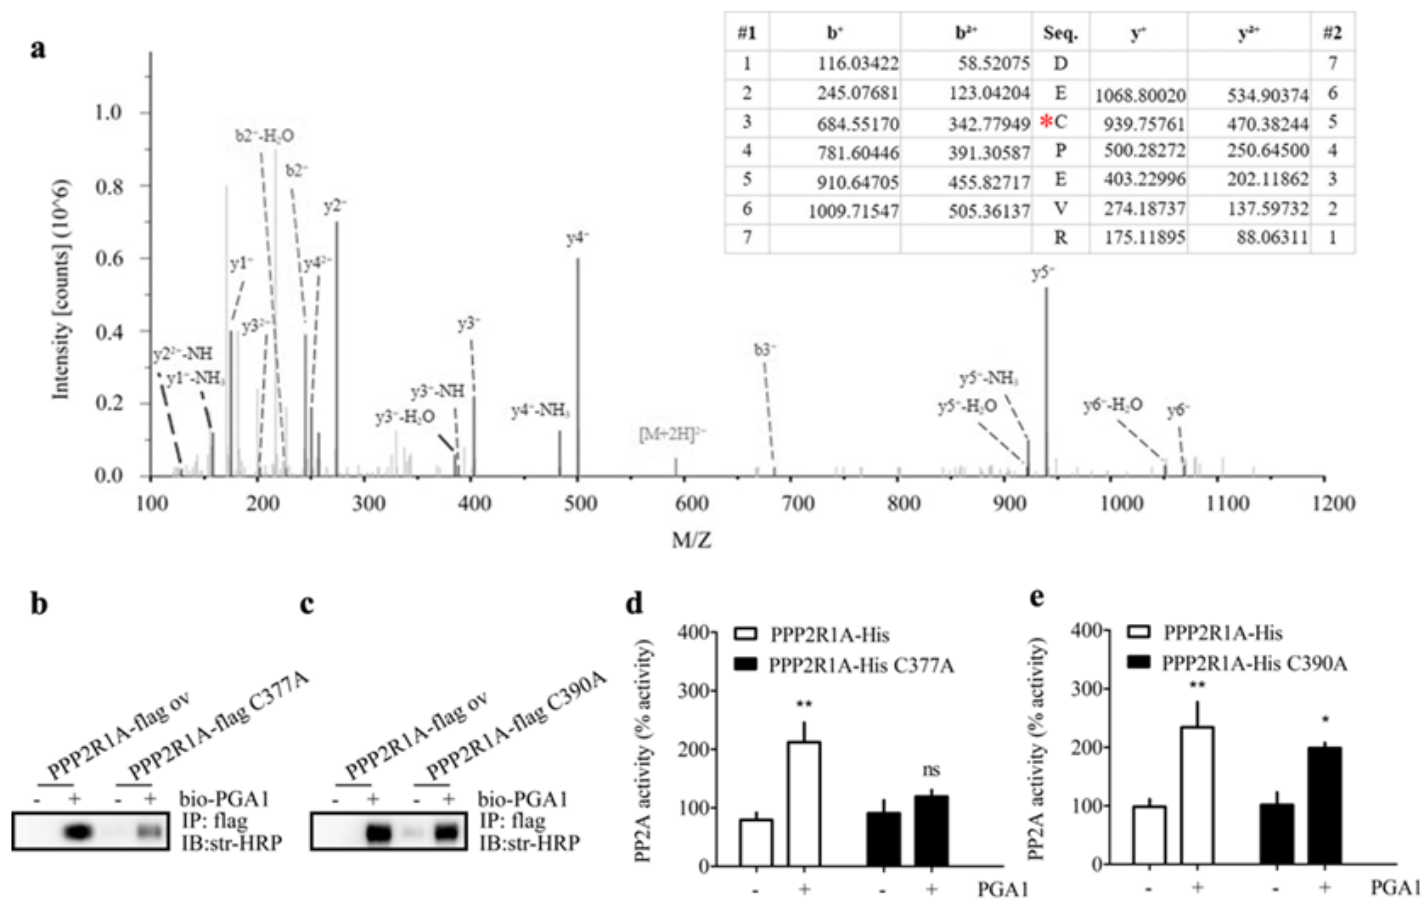 a
#1 b⁺ b²⁺ Seq. y⁺ y²⁺ #2
1 116.03422 58.52075 D 7
2 245.07681 123.04204 E 1068.80020 534.90374 6
3 684.55170 342.77949 *C 939.75761 470.38244 5
4 781.60446 391.30587 P 500.28272 250.64500 4
5 910.64705 455.82717 E 403.22996 202.11862 3
6 1009.71547 505.36137 V 274.18737 137.59732 2
7 R 175.11895 88.06311 1
Intensity [counts] (10^6)
1.0
0.8
0.6
0.4
0.2
0.0
b2⁻-H₂O
b2⁻
y2⁻
y1⁻
y4²⁻
y3²⁻
y2²⁻-NH
y1⁻-NH₃
y4⁻
y3⁻
y3⁻-NH
y3⁻-H₂O
y4⁻-NH₃
[M+2H]²⁻
b3⁻
y5⁻
y5⁻-NH₃
y5⁻-H₂O
y6⁻-H₂O
y6⁻
100 200 300 400 500 600 700 800 900 1000 1100 1200
M/Z
b
PPP2R1A-flag ov
PPP2R1A-flag C377A
- + - + bio-PGA1
IP: flag
IB:str-HRP
c
PPP2R1A-flag ov
PPP2R1A-flag C390A
- + - + bio-PGA1
IP: flag
IB:str-HRP
d
PPP2R1A-His
PPP2R1A-His C377A
PP2A activity (% activity)
400
300
200
100
0
**
ns
- + - + PGA1
e
PPP2R1A-His
PPP2R1A-His C390A
PP2A activity (% activity)
400
300
200
100
0
**
*
- + - + PGA1